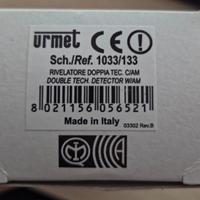 urmet CE!
Sch./Ref. 1033/133
RIVELATORE DOPPIA TEC. C/AM
DOUBLE TECH. DETECTOR W/AM
8 021156 056521
Made in Italy
03302 Rev.B